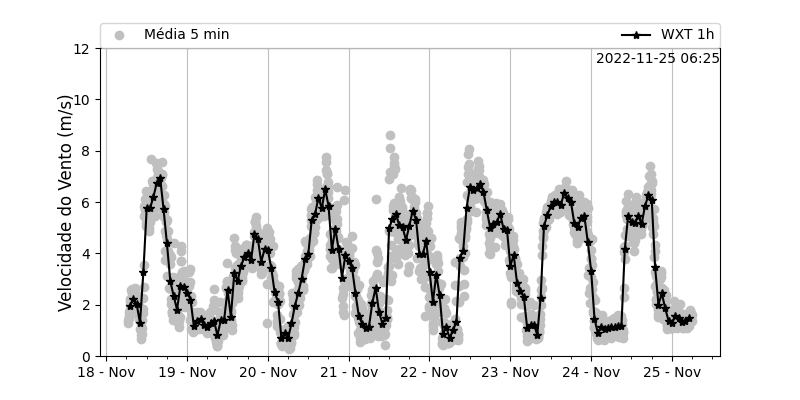 Média 5 min
WXT 1h
2022-11-25 06:25
Velocidade do Vento (m/s)
12
10
8
6
4
2
0
18 - Nov
19 - Nov
20 - Nov
21 - Nov
22 - Nov
23 - Nov
24 - Nov
25 - Nov